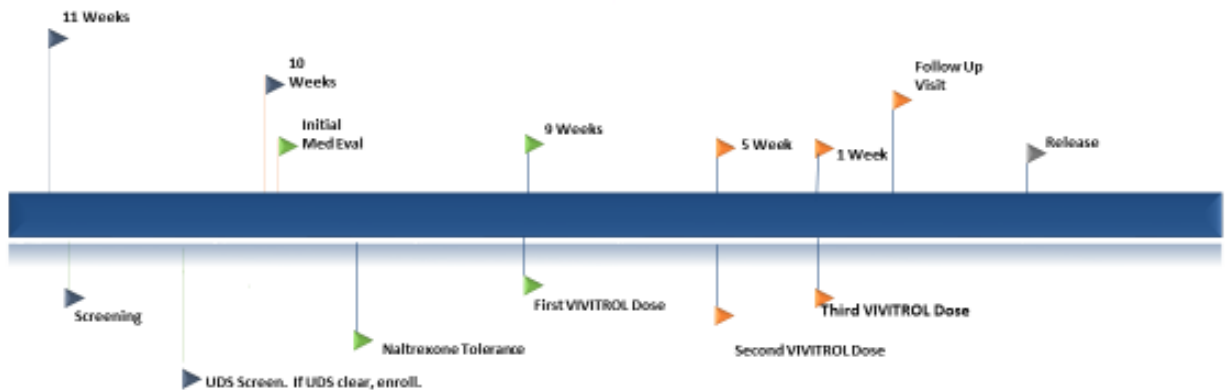 11 Weeks
10
Weeks
Initial
Med Eval
9 Weeks
5 Week
1 Week
Follow Up
Visit
Release
Screening
UDS Screen. If UDS clear, enroll.
Naltrexone Tolerance
First VIVITROL Dose
Second VIVITROL Dose
Third VIVITROL Dose